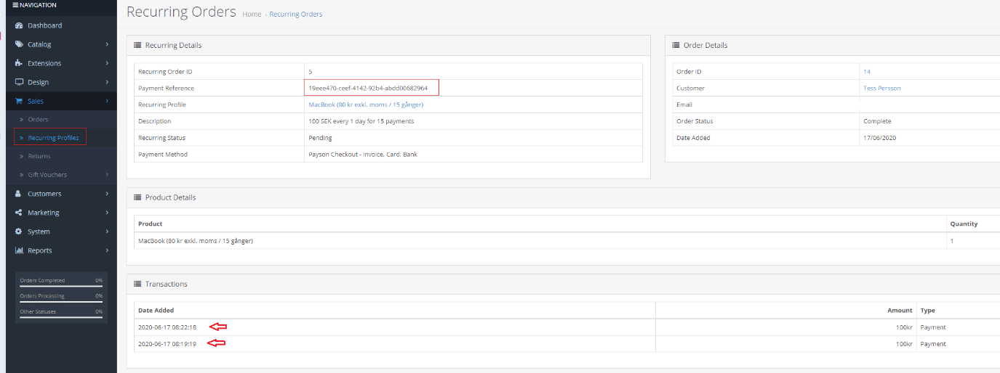 NAVIGATION
Dashboard
Catalog
Extensions
Design
Sales
Orders
Recurring Profiles
Returns
Gift Vouchers
Customers
Marketing
System
Reports
Orders Completed 0%
Orders Processing 0%
Other Statuses 0%
Recurring Orders Home › Recurring Orders
Recurring Details
Recurring Order ID 5
Payment Reference 19eee470-ceef-4142-92b4-abdd00682964
Recurring Profile MacBook (80 kr exkl. moms / 15 gånger)
Description 100 SEK every 1 day for 15 payments
Recurring Status Pending
Payment Method Payson Checkout - Invoice, Card, Bank
Order Details
Order ID 14
Customer Tess Persson
Email
Order Status Complete
Date Added 17/06/2020
Product Details
Product Quantity
MacBook (80 kr exkl. moms / 15 gånger) 1
Transactions
Date Added Amount Type
2020-06-17 08:22:18 100kr Payment
2020-06-17 08:19:19 100kr Payment